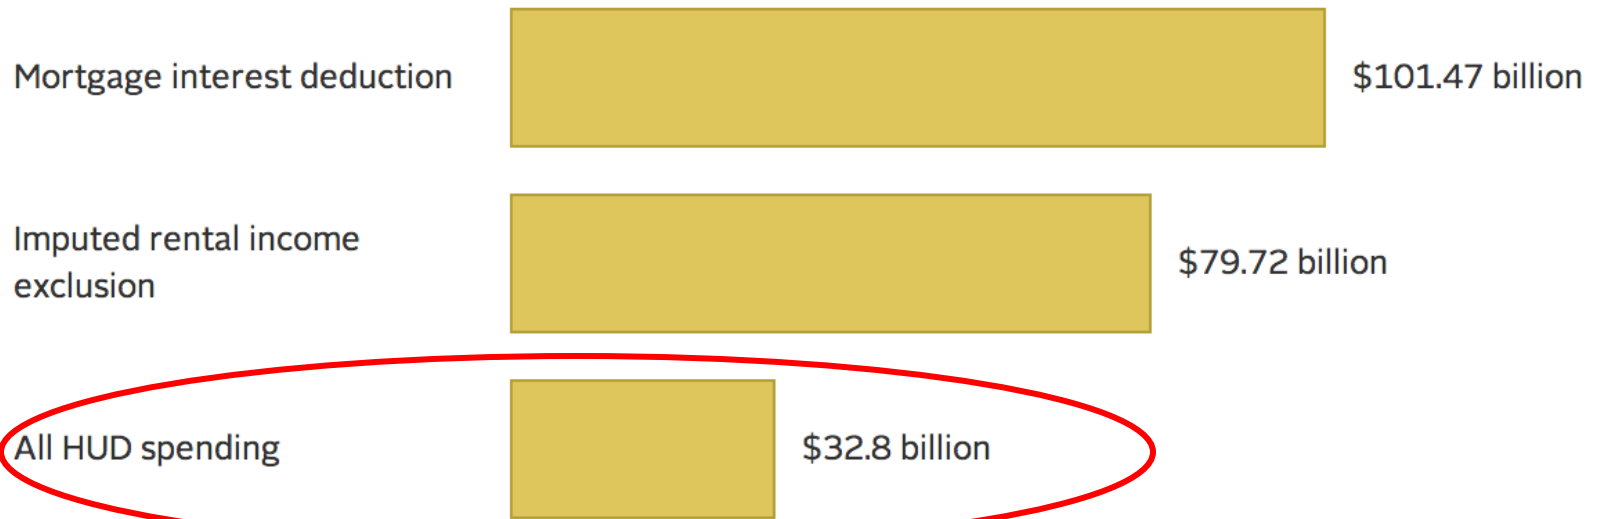 Mortgage interest deduction
$101.47 billion
Imputed rental income
exclusion
$79.72 billion
All HUD spending
$32.8 billion